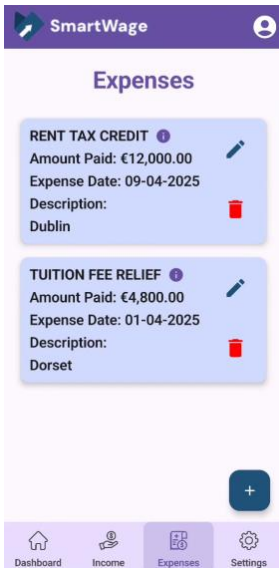 SmartWage
Expenses
RENT TAX CREDIT
Amount Paid: €12,000.00
Expense Date: 09-04-2025
Description:
Dublin
TUITION FEE RELIEF
Amount Paid: €4,800.00
Expense Date: 01-04-2025
Description:
Dorset
+
Dashboard Income Expenses Settings